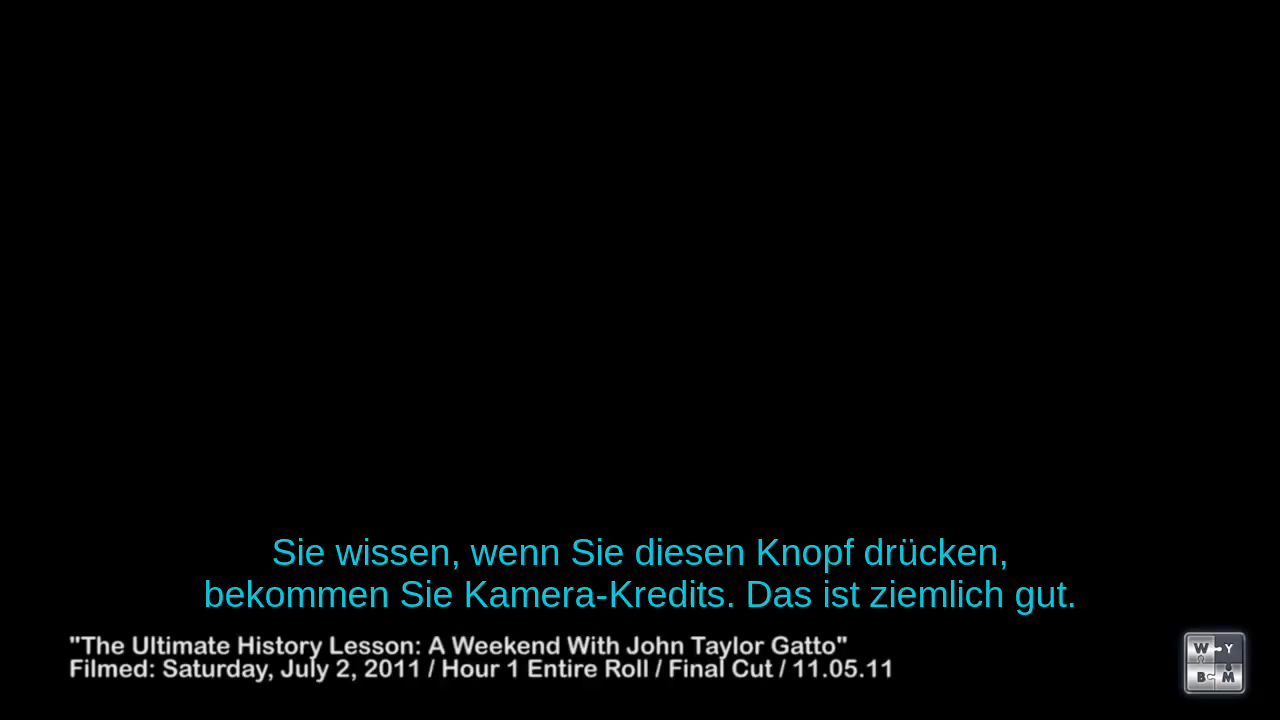 Sie wissen, wenn Sie diesen Knopf drücken,
bekommen Sie Kamera-Kredits. Das ist ziemlich gut.
"The Ultimate History Lesson: A Weekend With John Taylor Gatto"
Filmed: Saturday, July 2, 2011 / Hour 1 Entire Roll / Final Cut / 11.05.11
W Y
B M